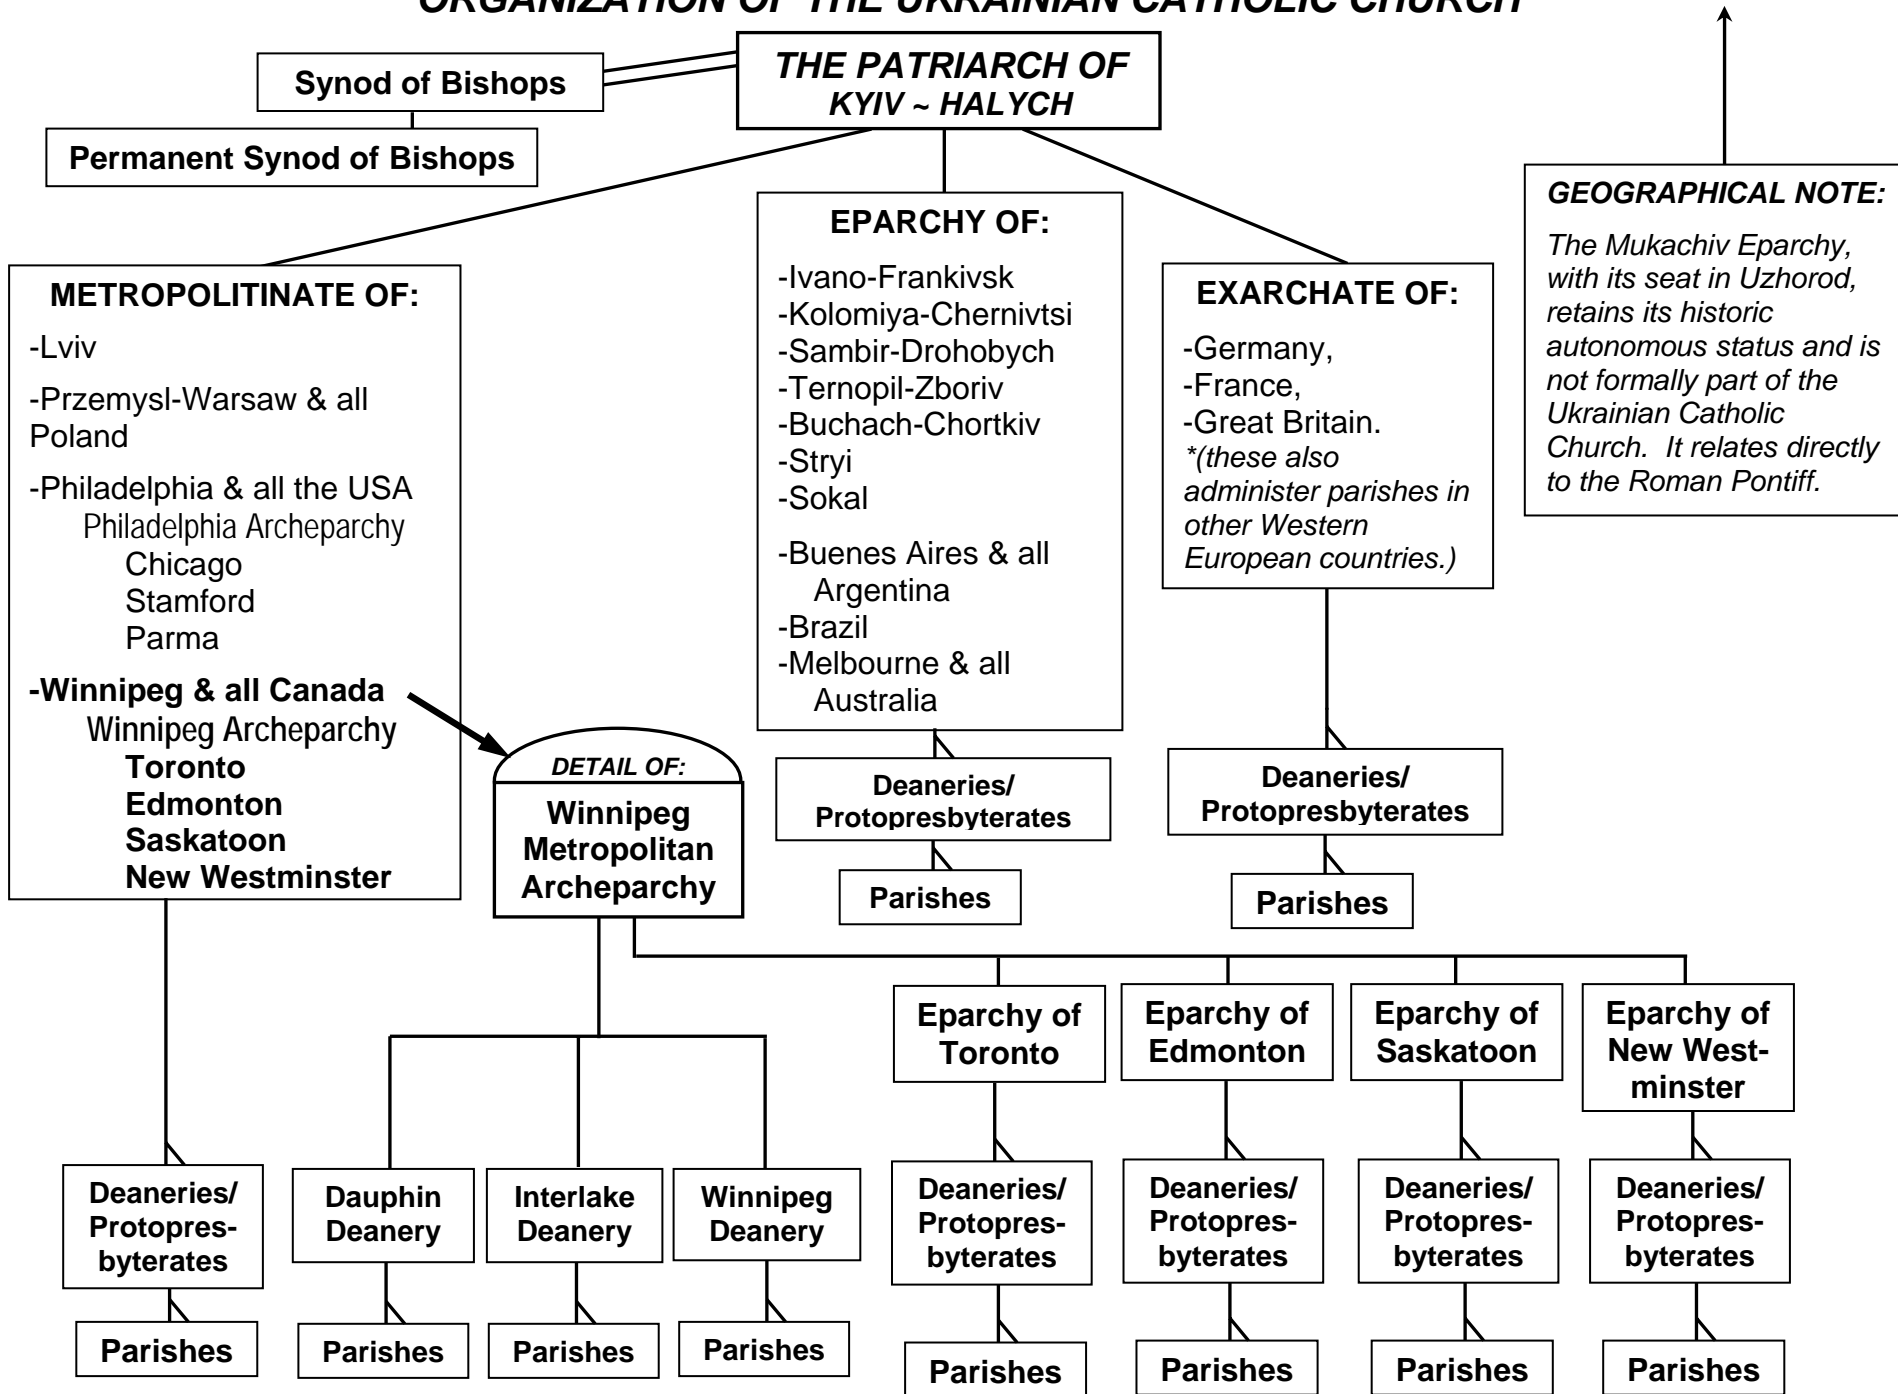 ORGANIZATION OF THE UKRAINIAN CATHOLIC CHURCH
Synod of Bishops
Permanent Synod of Bishops
THE PATRIARCH OF
KYIV ~ HALYCH
METROPOLITINATE OF:
-Lviv
-Przemysl-Warsaw & all
Poland
-Philadelphia & all the USA
Philadelphia Archeparchy
Chicago
Stamford
Parma
-Winnipeg & all Canada
Winnipeg Archeparchy
Toronto
Edmonton
Saskatoon
New Westminster
EPARCHY OF:
-Ivano-Frankivsk
-Kolomiya-Chernivtsi
-Sambir-Drohobych
-Ternopil-Zboriv
-Buchach-Chortkiv
-Stryi
-Sokal
-Buenes Aires & all
Argentina
-Brazil
-Melbourne & all
Australia
EXARCHATE OF:
-Germany,
-France,
-Great Britain.
*(these also
administer parishes in
other Western
European countries.)
GEOGRAPHICAL NOTE:
The Mukachiv Eparchy,
with its seat in Uzhorod,
retains its historic
autonomous status and is
not formally part of the
Ukrainian Catholic
Church. It relates directly
to the Roman Pontiff.
DETAIL OF:
Winnipeg
Metropolitan
Archeparchy
Deaneries/
Protopresbyterates
Parishes
Deaneries/
Protopresbyterates
Parishes
Eparchy of
Toronto
Eparchy of
Edmonton
Eparchy of
Saskatoon
Eparchy of
New West-
minster
Deaneries/
Protopres-
byterates
Dauphin
Deanery
Interlake
Deanery
Winnipeg
Deanery
Deaneries/
Protopres-
byterates
Deaneries/
Protopres-
byterates
Deaneries/
Protopres-
byterates
Deaneries/
Protopres-
byterates
Parishes
Parishes
Parishes
Parishes
Parishes
Parishes
Parishes
Parishes